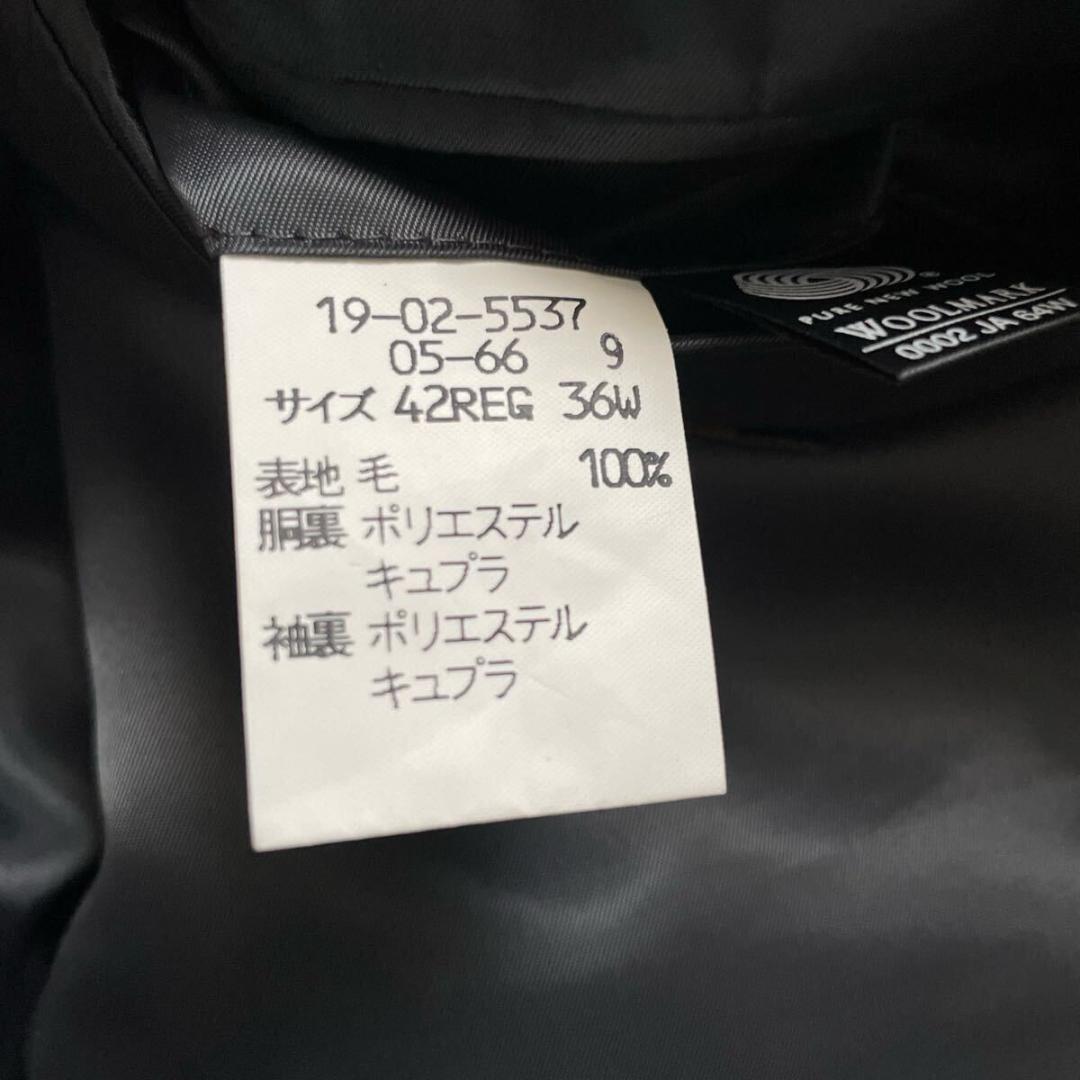 19-02-5537
05-66 9
サイズ 42REG 36W
表地 毛 100%
胴裏 ポリエステル
キュプラ
袖裏 ポリエステル
キュプラ
®
PURE NEW WOOL
WOOLMARK
0002 JA 64W